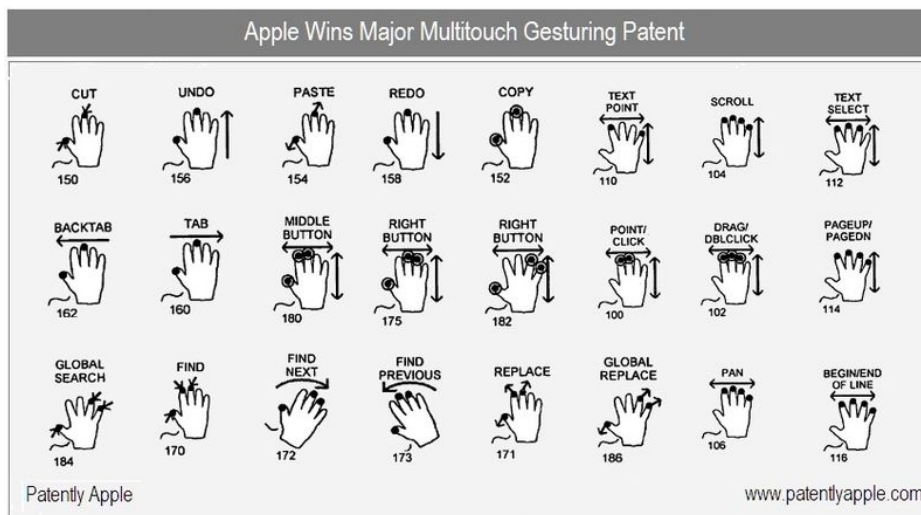 Apple Wins Major Multitouch Gesturing Patent
CUT
150
UNDO
156
PASTE
154
REDO
158
COPY
152
TEXT
POINT
110
SCROLL
104
TEXT
SELECT
112
BACKTAB
162
TAB
160
MIDDLE
BUTTON
180
RIGHT
BUTTON
175
RIGHT
BUTTON
182
POINT/
CLICK
100
DRAG/
DBLCLICK
102
PAGEUP/
PAGEDN
114
GLOBAL
SEARCH
184
FIND
170
FIND
NEXT
172
FIND
PREVIOUS
173
REPLACE
171
GLOBAL
REPLACE
186
PAN
106
BEGIN/END
OF LINE
116
Patently Apple
www.patentlyapple.com